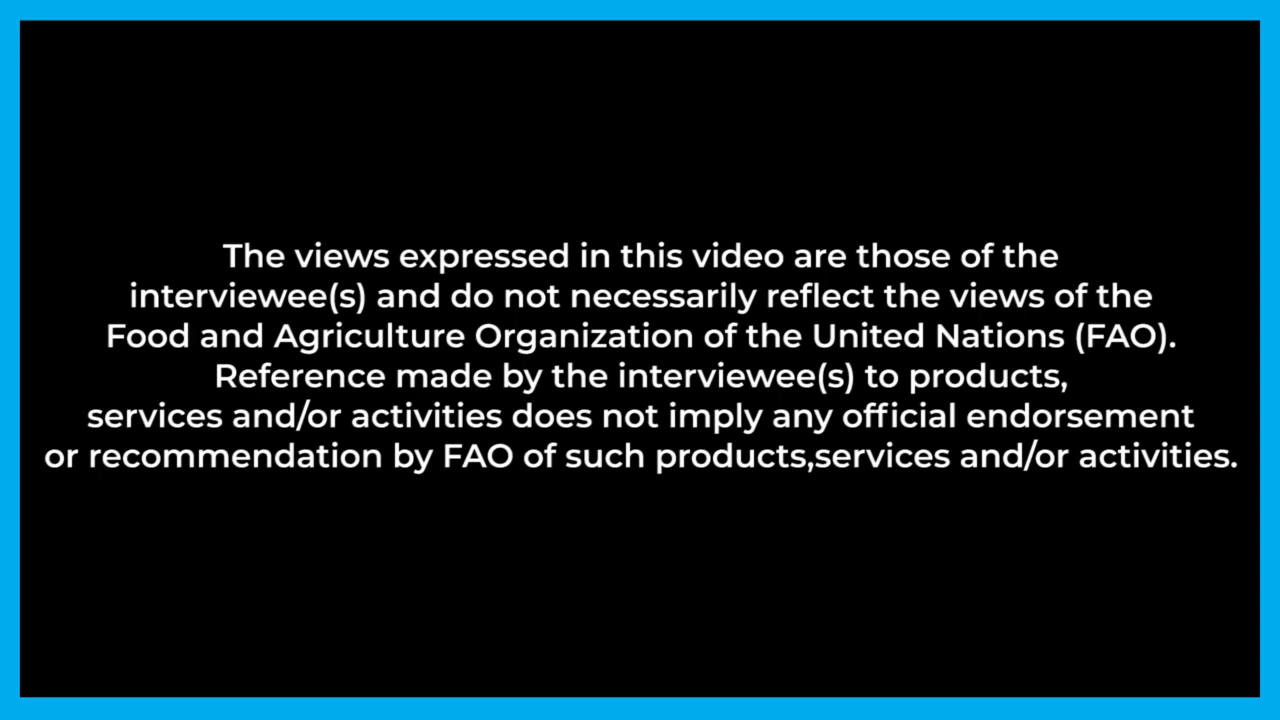 The views expressed in this video are those of the
interviewee(s) and do not necessarily reflect the views of the
Food and Agriculture Organization of the United Nations (FAO).
Reference made by the interviewee(s) to products,
services and/or activities does not imply any official endorsement
or recommendation by FAO of such products,services and/or activities.